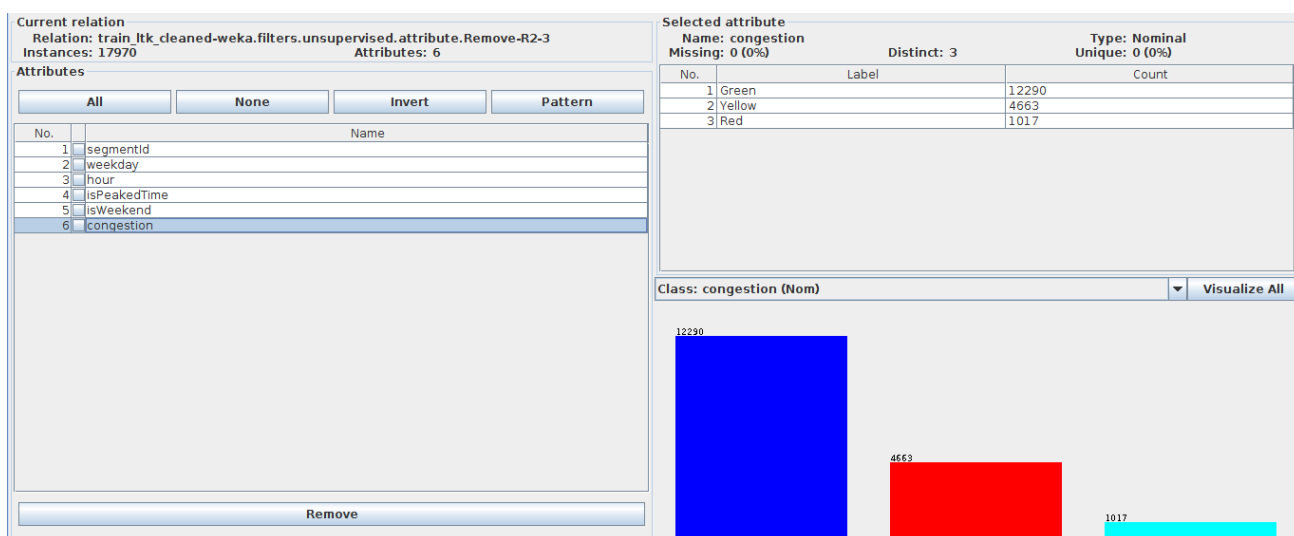 Current relation
Relation: train_ltk_cleaned-weka.filters.unsupervised.attribute.Remove-R2-3
Instances: 17970 Attributes: 6
Attributes
All None Invert Pattern
No. Name
1 segmentId
2 weekday
3 hour
4 isPeakedTime
5 isWeekend
6 congestion
Remove
Selected attribute
Name: congestion Type: Nominal
Missing: 0 (0%) Distinct: 3 Unique: 0 (0%)
No. Label Count
1 Green 12290
2 Yellow 4663
3 Red 1017
Class: congestion (Nom) Visualize All
12290
4663
1017